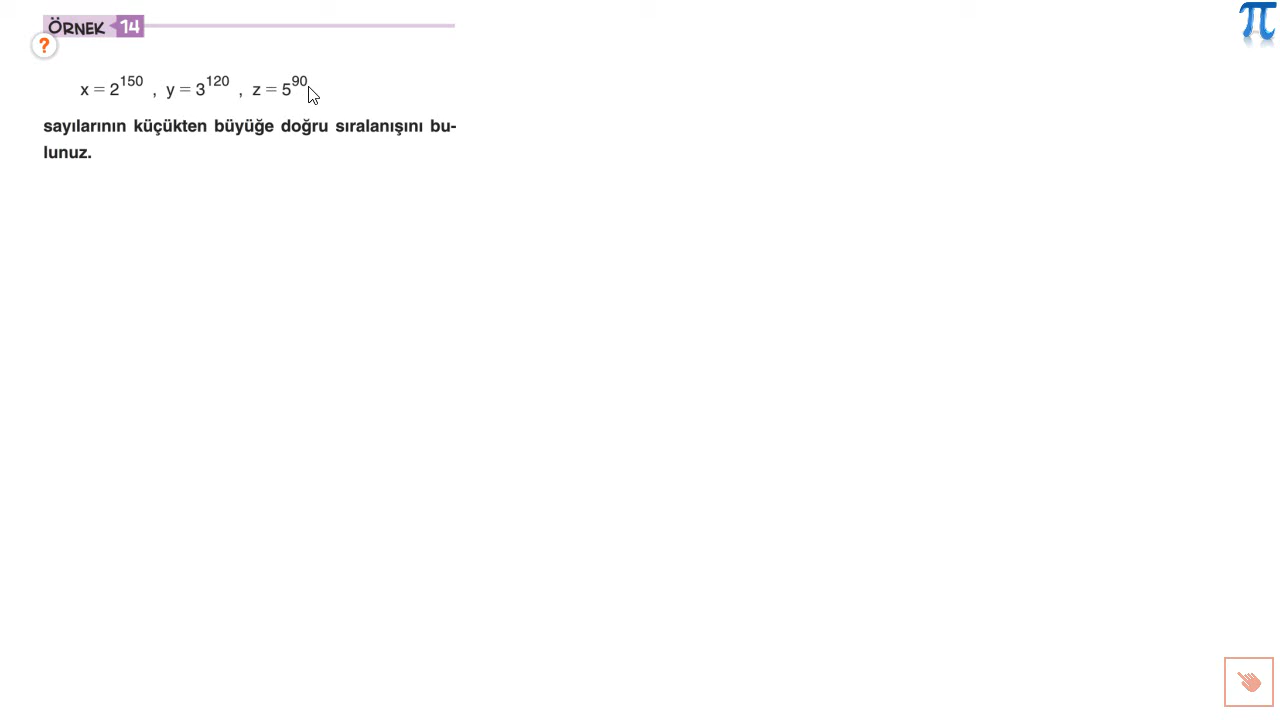 ÖRNEK 14
?
x = 2^150 , y = 3^120 , z = 5^90
sayılarının küçükten büyüğe doğru sıralanışını bu-
lunuz.
π